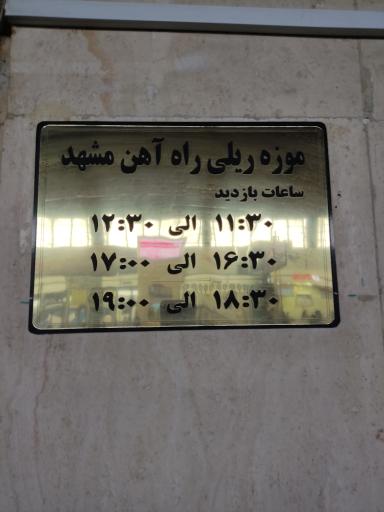 موزه ریلی راه آهن مشهد
ساعات بازدید
۱۱:۳۰ الی ۱۲:۳۰
۱۶:۳۰ الی ۱۷:۰۰
۱۸:۳۰ الی ۱۹:۰۰